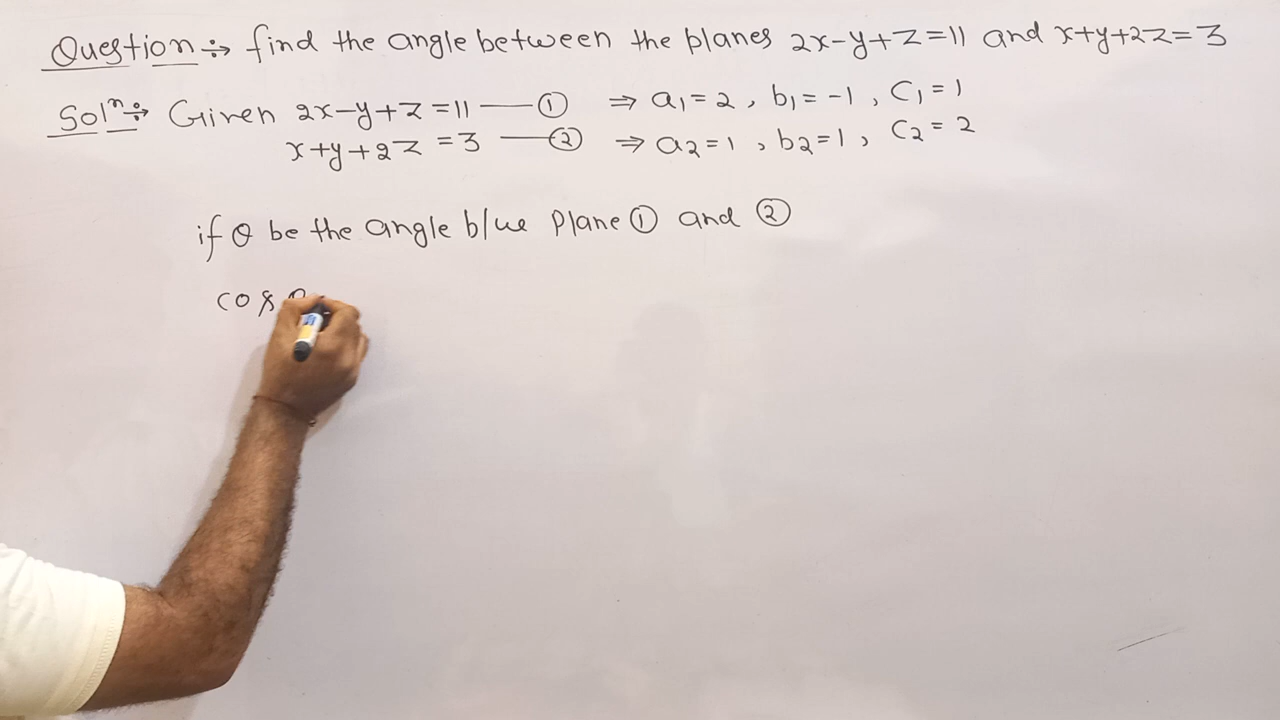 Question ÷→ find the angle between the planes 2x-y+z=11 and x+y+2z=3
Solⁿ ÷→ Given 2x-y+z=11 —① ⇒ a₁=2, b₁=-1, C₁=1
x+y+2z=3 —② ⇒ a₂=1, b₂=1, C₂=2
if θ be the angle b/w Plane ① and ②
cos θ